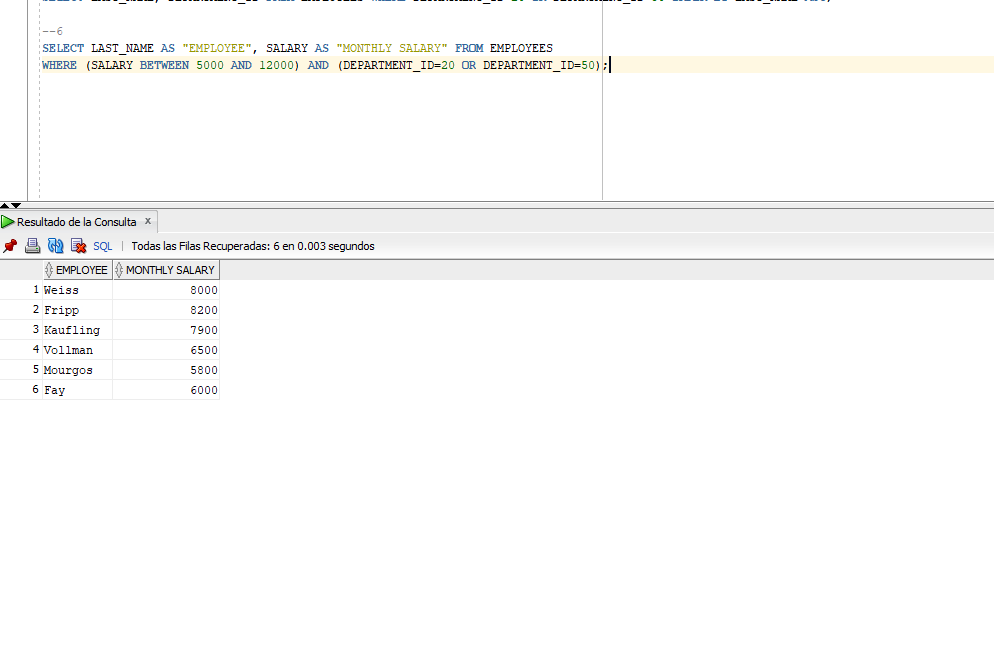 --6
SELECT LAST_NAME AS "EMPLOYEE", SALARY AS "MONTHLY SALARY" FROM EMPLOYEES
WHERE (SALARY BETWEEN 5000 AND 12000) AND (DEPARTMENT_ID=20 OR DEPARTMENT_ID=50);
Resultado de la Consulta x
SQL | Todas las Filas Recuperadas: 6 en 0.003 segundos
EMPLOYEE MONTHLY SALARY
1 Weiss 8000
2 Fripp 8200
3 Kaufling 7900
4 Vollman 6500
5 Mourgos 5800
6 Fay 6000